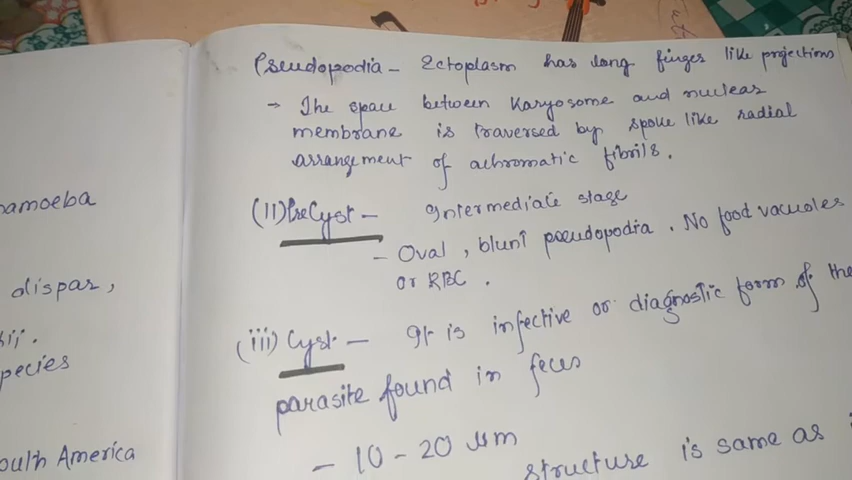 amoeba
dispar,
ii.
pecies
outh America
Pseudopodia - Ectoplasm has long finger like projections
→ The space between Karyosome and nuclear
membrane is traversed by spoke like radial
arrangement of achromatic fibrils.
(II) PreCyst - Intermediate stage
- Oval, blunt pseudopodia. No food vacuoles
or RBC.
(iii) Cyst - It is infective or diagnostic form of the
parasite found in feces
- 10 - 20 µm
structure is same as